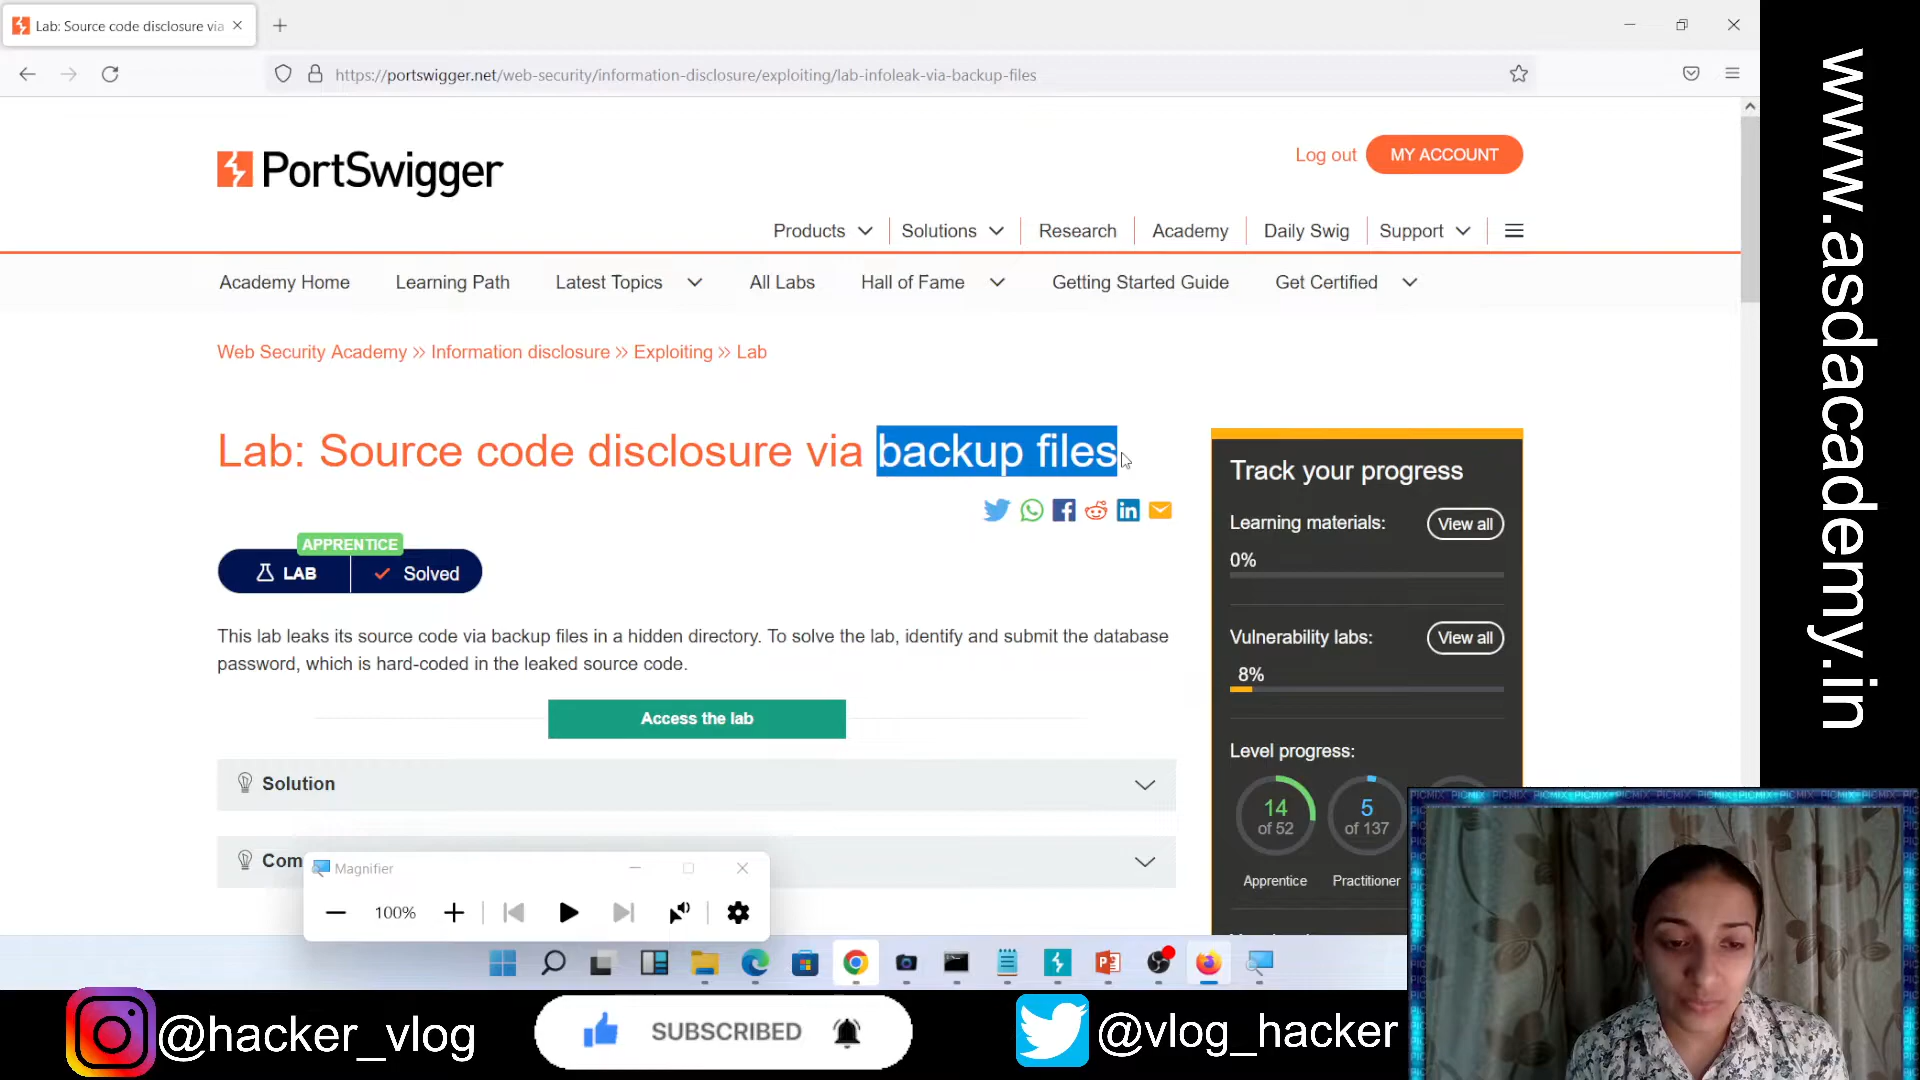 Lab: Source code disclosure via
https://portswigger.net/web-security/information-disclosure/exploiting/lab-infoleak-via-backup-files
PortSwigger
Log out
MY ACCOUNT
Products
Solutions
Research
Academy
Daily Swig
Support
Academy Home
Learning Path
Latest Topics
All Labs
Hall of Fame
Getting Started Guide
Get Certified
Web Security Academy >> Information disclosure >> Exploiting >> Lab
Lab: Source code disclosure via backup files
APPRENTICE
LAB
Solved
This lab leaks its source code via backup files in a hidden directory. To solve the lab, identify and submit the database
password, which is hard-coded in the leaked source code.
Access the lab
Solution
Com
Track your progress
Learning materials:
View all
0%
Vulnerability labs:
View all
8%
Level progress:
14
of 52
5
of 137
Apprentice
Practitioner
Magnifier
100%
www.asdacademy.in
@hacker_vlog
SUBSCRIBED
@vlog_hacker